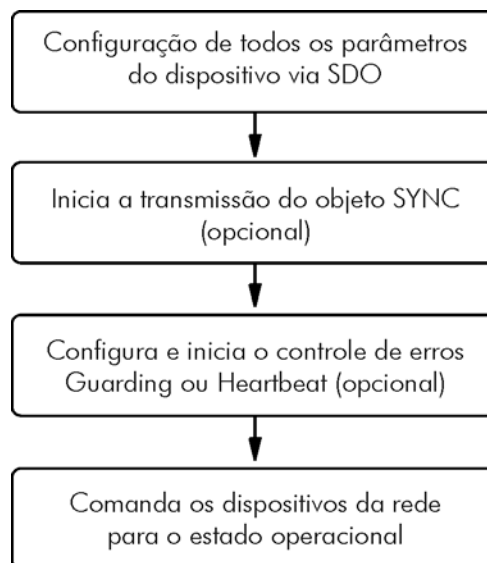 Configuração de todos os parâmetros
do dispositivo via SDO
Inicia a transmissão do objeto SYNC
(opcional)
Configura e inicia o controle de erros
Guarding ou Heartbeat (opcional)
Comanda os dispositivos da rede
para o estado operacional